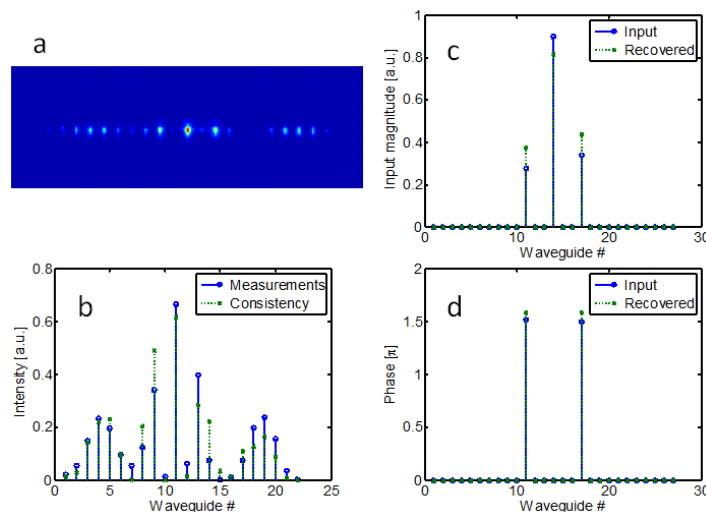 a
b
Measurements
Consistency
Intensity [a.u.]
0.8
0.6
0.4
0.2
0
0
5
10
15
20
25
Waveguide #
c
Input
Recovered
Input magnitude [a.u.]
1
0.8
0.6
0.4
0.2
0
0
10
20
30
Waveguide #
d
Input
Recovered
Phase [π]
2
1.5
1
0.5
0
0
10
20
30
Waveguide #